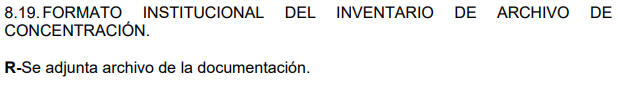 8.19. FORMATO INSTITUCIONAL DEL INVENTARIO DE ARCHIVO DE
CONCENTRACIÓN.
R-Se adjunta archivo de la documentación.